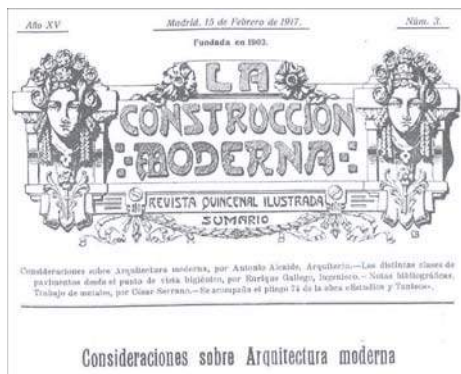 Año XV
Madrid, 15 de Febrero de 1917.
Núm. 3.
Fundada en 1903.
LA
CONSTRUCCION
MODERNA
REVISTA QUINCENAL ILUSTRADA
SUMARIO
Consideraciones sobre Arquitectura moderna, por Antonio Alcaide, Arquitecto.—Las distintas clases de
pavimentos desde el punto de vista higiénico, por Enrique Gallego, Ingeniero.—Notas bibliográficas.
Trabajo de metales, por César Serrano.—Se acompaña el pliego 74 de la obra «Estudios y Tanteos».
Consideraciones sobre Arquitectura moderna